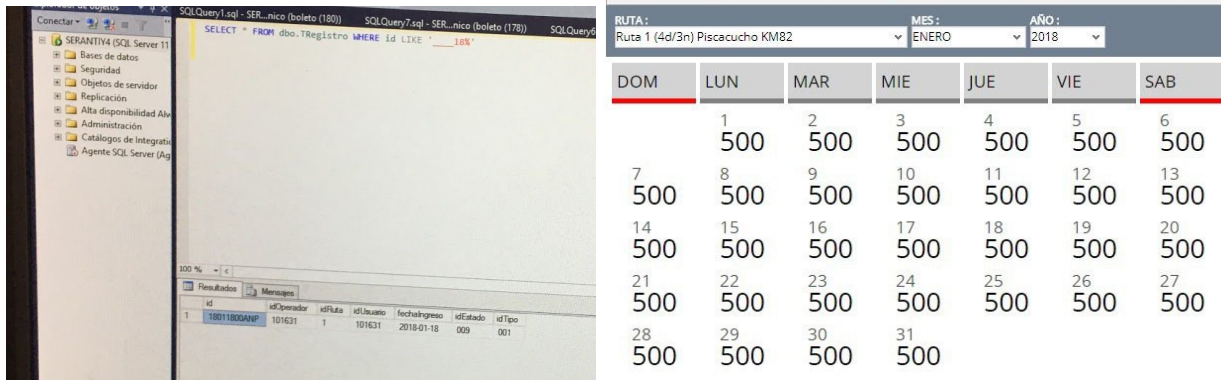 Conectar
SERANTIY4 (SQL Server 11
Bases de datos
Seguridad
Objetos de servidor
Replicación
Alta disponibilidad Alw
Administración
Catálogos de Integratio
Agente SQL Server (Ag
SQLQuery1.sql - SER...nico (boleto (180))
SQLQuery7.sql - SER...nico (boleto (178))
SQLQuery6
SELECT * FROM dbo.TRegistro WHERE id LIKE '____18%'
100 %
Resultados
Mensajes
id idOperador idRuta idUsuario fechaIngreso idEstado idTipo
1 18011800ANP 101631 1 101631 2018-01-18 009 001
RUTA : MES : AÑO :
Ruta 1 (4d/3n) Piscacucho KM82 ENERO 2018
DOM LUN MAR MIE JUE VIE SAB
1 2 3 4 5 6
500 500 500 500 500 500
7 8 9 10 11 12 13
500 500 500 500 500 500 500
14 15 16 17 18 19 20
500 500 500 500 500 500 500
21 22 23 24 25 26 27
500 500 500 500 500 500 500
28 29 30 31
500 500 500 500